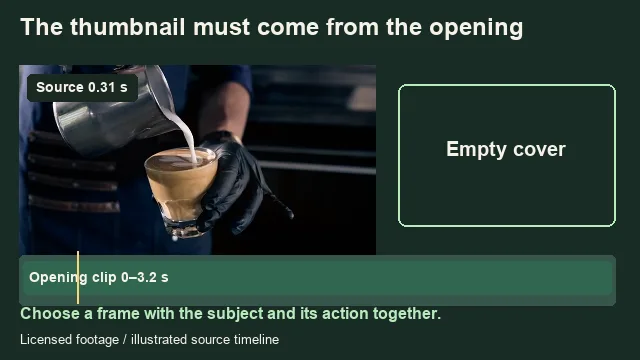 The thumbnail must come from the opening
Source 0.31 s
Empty cover
Opening clip 0–3.2 s
Choose a frame with the subject and its action together.
Licensed footage / illustrated source timeline